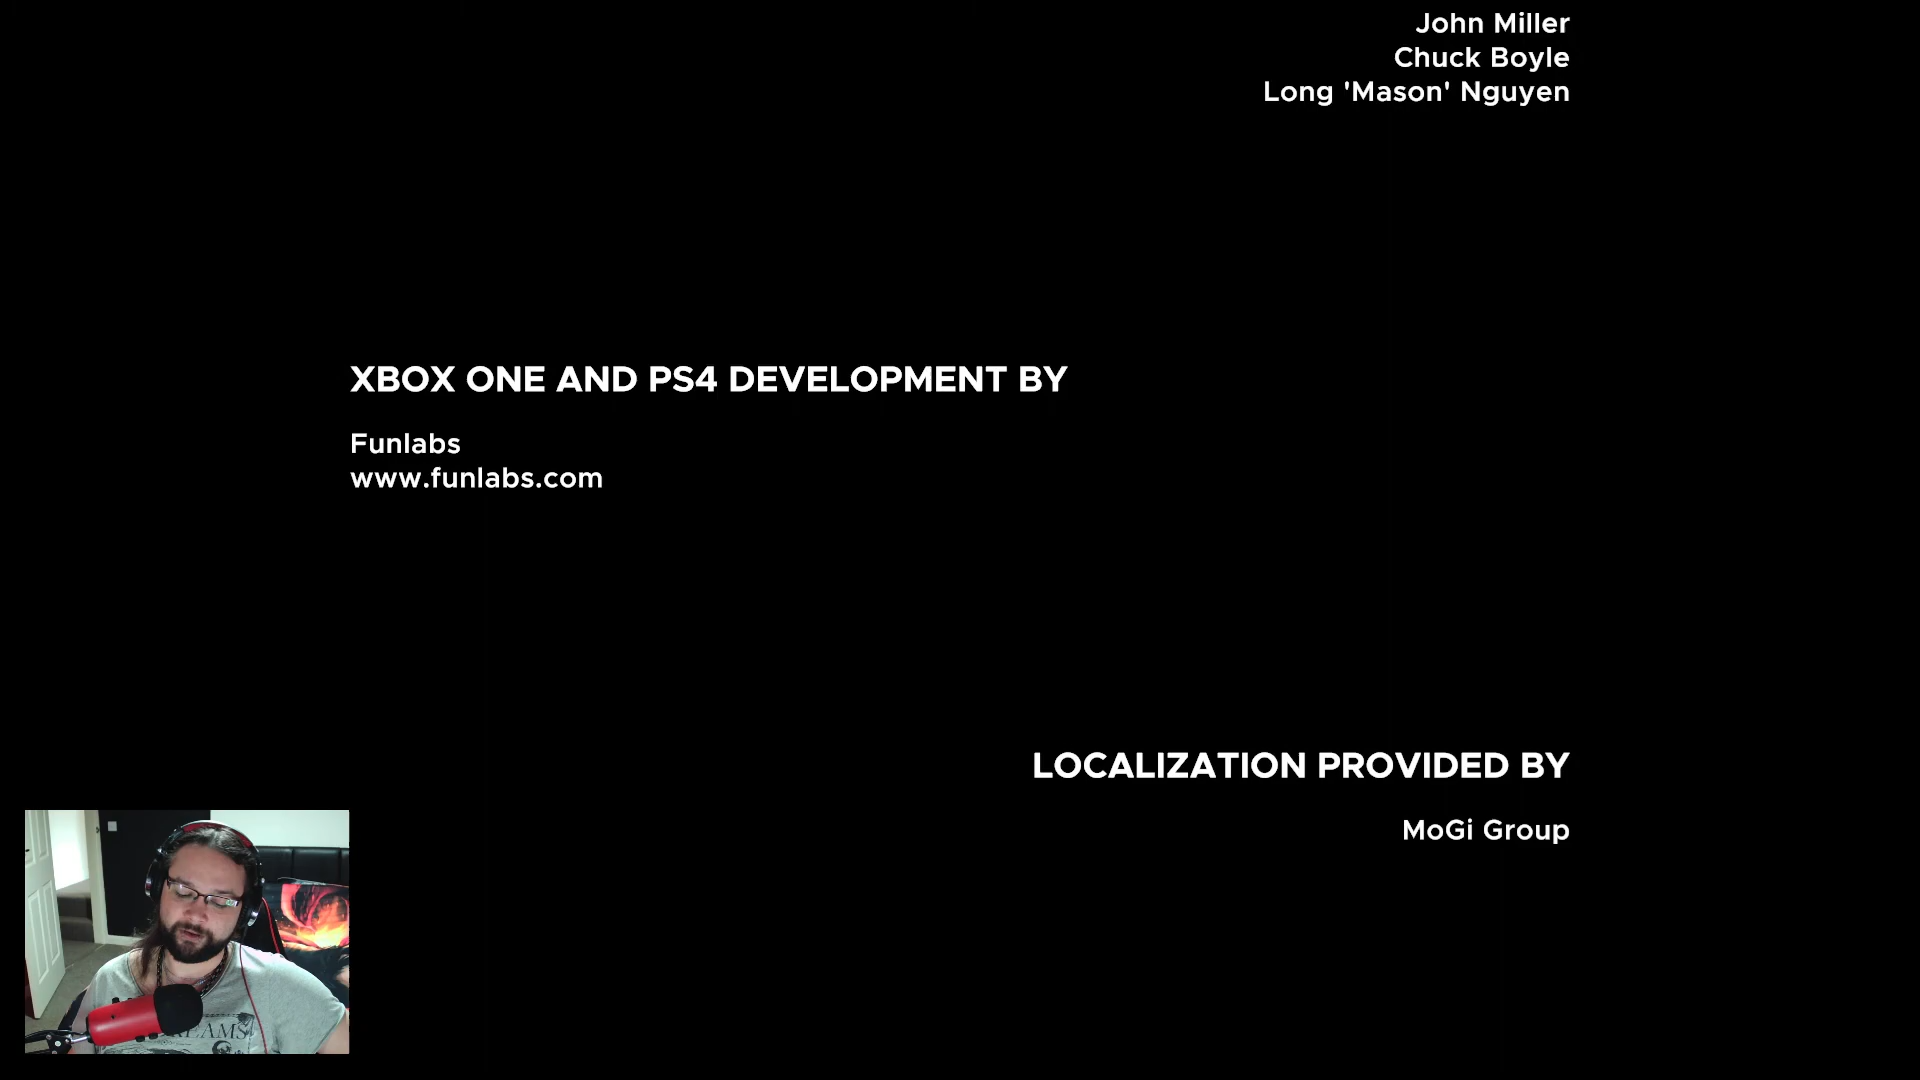 John Miller
Chuck Boyle
Long 'Mason' Nguyen
XBOX ONE AND PS4 DEVELOPMENT BY
Funlabs
www.funlabs.com
LOCALIZATION PROVIDED BY
MoGi Group